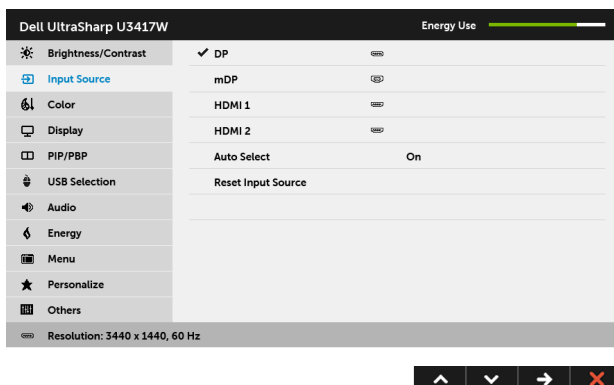 Dell UltraSharp U3417W Energy Use
Brightness/Contrast DP
Input Source mDP
Color HDMI 1
Display HDMI 2
PIP/PBP Auto Select On
USB Selection Reset Input Source
Audio
Energy
Menu
Personalize
Others
Resolution: 3440 x 1440, 60 Hz